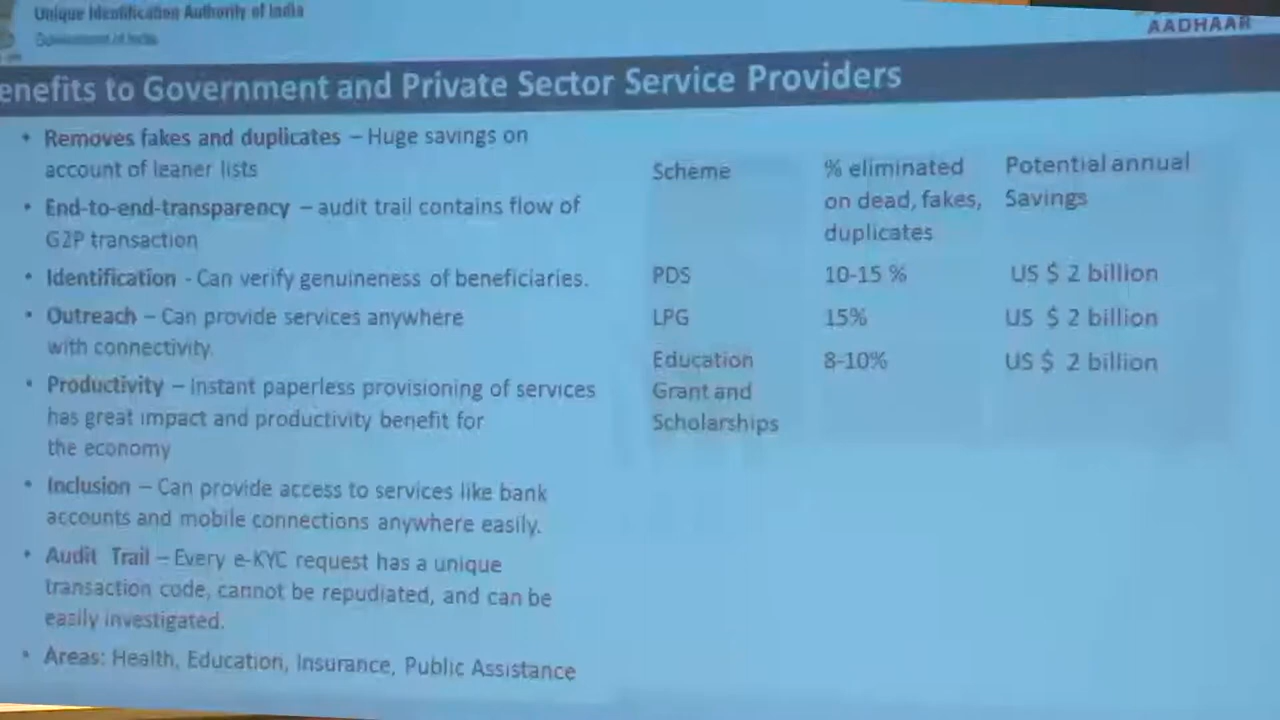 Unique Identification Authority of India
Government of India
AADHAAR
enefits to Government and Private Sector Service Providers
• Removes fakes and duplicates – Huge savings on
account of leaner lists
• End-to-end-transparency – audit trail contains flow of
G2P transaction
• Identification - Can verify genuineness of beneficiaries.
• Outreach – Can provide services anywhere
with connectivity.
• Productivity – Instant paperless provisioning of services
has great impact and productivity benefit for
the economy
• Inclusion – Can provide access to services like bank
accounts and mobile connections anywhere easily.
• Audit Trail – Every e-KYC request has a unique
transaction code, cannot be repudiated, and can be
easily investigated.
• Areas: Health, Education, Insurance, Public Assistance
Scheme % eliminated Potential annual
on dead, fakes, Savings
duplicates
PDS 10-15 % US $ 2 billion
LPG 15% US $ 2 billion
Education 8-10% US $ 2 billion
Grant and
Scholarships